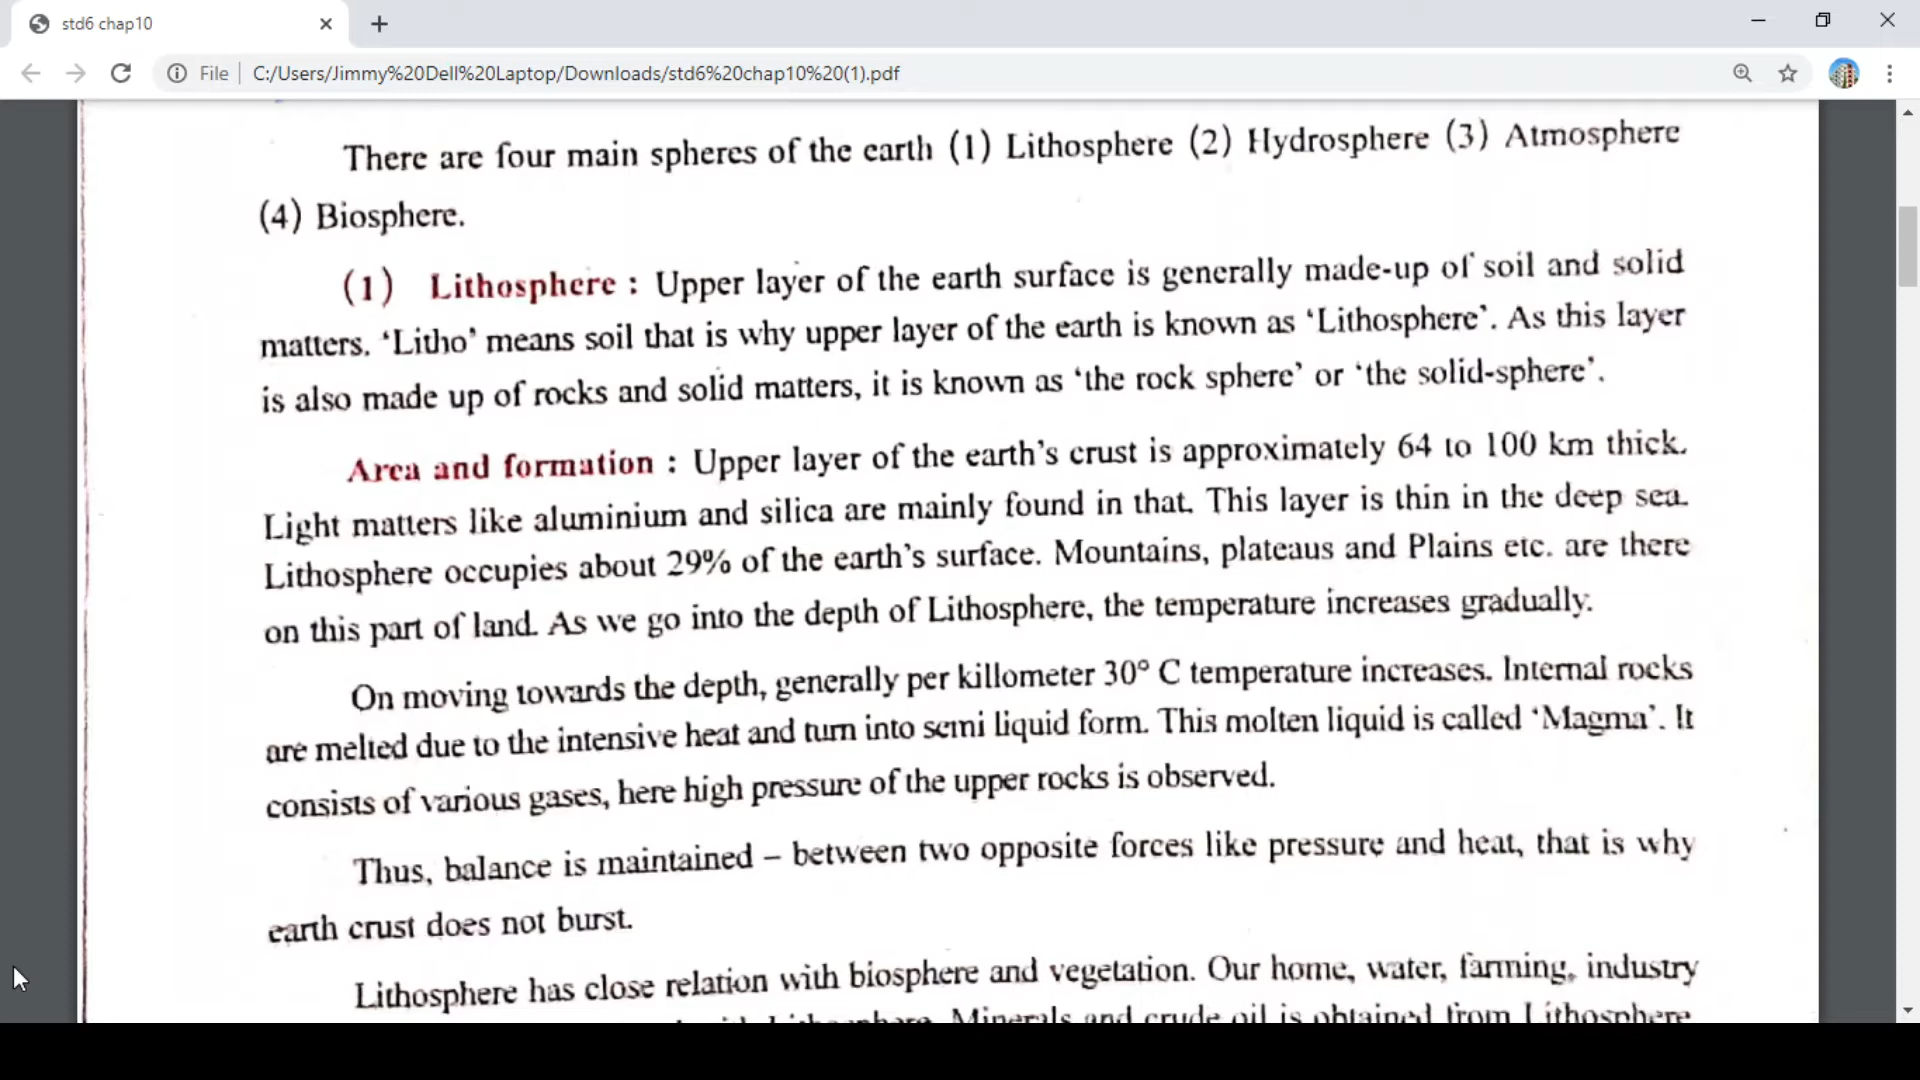 std6 chap10
File
C:/Users/Jimmy%20Dell%20Laptop/Downloads/std6%20chap10%20(1).pdf
There are four main spheres of the earth (1) Lithosphere (2) Hydrosphere (3) Atmosphere
(4) Biosphere.
(1) Lithosphere : Upper layer of the earth surface is generally made-up of soil and solid
matters. ‘Litho’ means soil that is why upper layer of the earth is known as ‘Lithosphere’. As this layer
is also made up of rocks and solid matters, it is known as ‘the rock sphere’ or ‘the solid-sphere’.
Area and formation : Upper layer of the earth’s crust is approximately 64 to 100 km thick.
Light matters like aluminium and silica are mainly found in that. This layer is thin in the deep sea.
Lithosphere occupies about 29% of the earth’s surface. Mountains, plateaus and Plains etc. are there
on this part of land. As we go into the depth of Lithosphere, the temperature increases gradually.
On moving towards the depth, generally per killometer 30° C temperature increases. Internal rocks
are melted due to the intensive heat and turn into semi liquid form. This molten liquid is called ‘Magma’. It
consists of various gases, here high pressure of the upper rocks is observed.
Thus, balance is maintained – between two opposite forces like pressure and heat, that is why
earth crust does not burst.
Lithosphere has close relation with biosphere and vegetation. Our home, water, farming, industry
Minerals and crude oil is obtained from Lithosphere